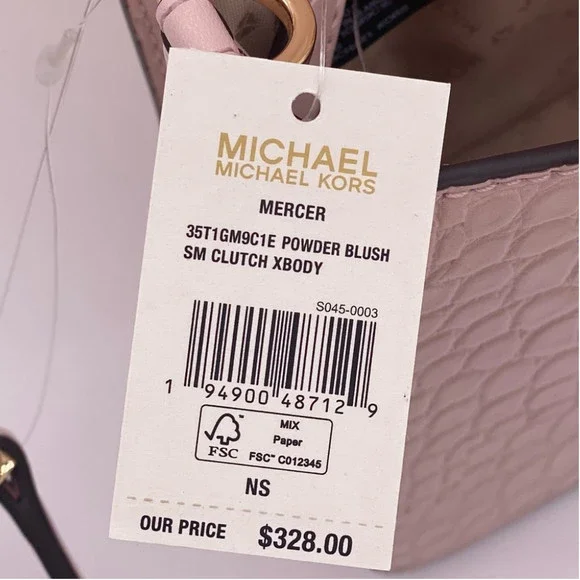 MICHAEL
MICHAEL KORS
MERCER
35T1GM9C1E POWDER BLUSH
SM CLUTCH XBODY
S045-0003
1 94900 48712 9
FSC
MIX
Paper
FSC™ C012345
NS
OUR PRICE $328.00